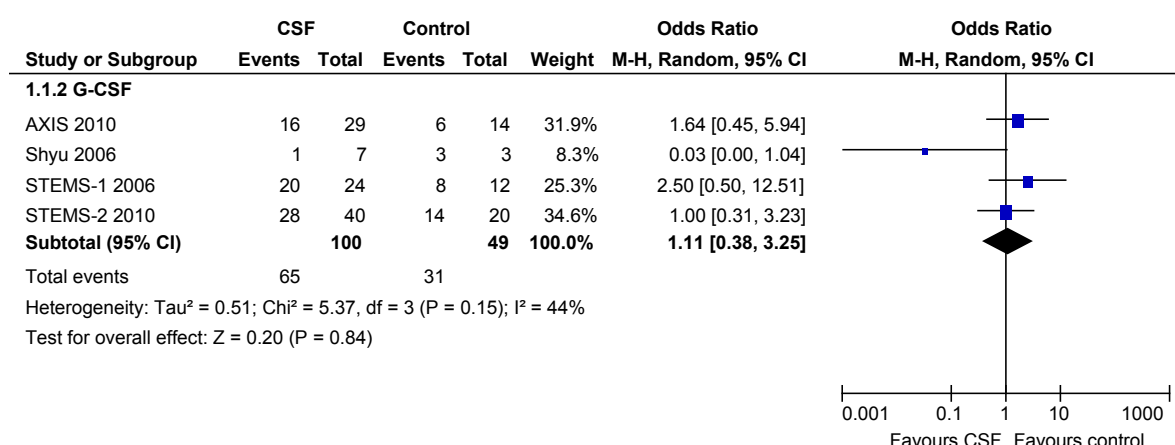 CSF Control Odds Ratio Odds Ratio
Study or Subgroup Events Total Events Total Weight M-H, Random, 95% CI M-H, Random, 95% CI
1.1.2 G-CSF
AXIS 2010 16 29 6 14 31.9% 1.64 [0.45, 5.94]
Shyu 2006 1 7 3 3 8.3% 0.03 [0.00, 1.04]
STEMS-1 2006 20 24 8 12 25.3% 2.50 [0.50, 12.51]
STEMS-2 2010 28 40 14 20 34.6% 1.00 [0.31, 3.23]
Subtotal (95% CI) 100 49 100.0% 1.11 [0.38, 3.25]
Total events 65 31
Heterogeneity: Tau² = 0.51; Chi² = 5.37, df = 3 (P = 0.15); I² = 44%
Test for overall effect: Z = 0.20 (P = 0.84)
0.001 0.1 1 10 1000
Favours CSF Favours control